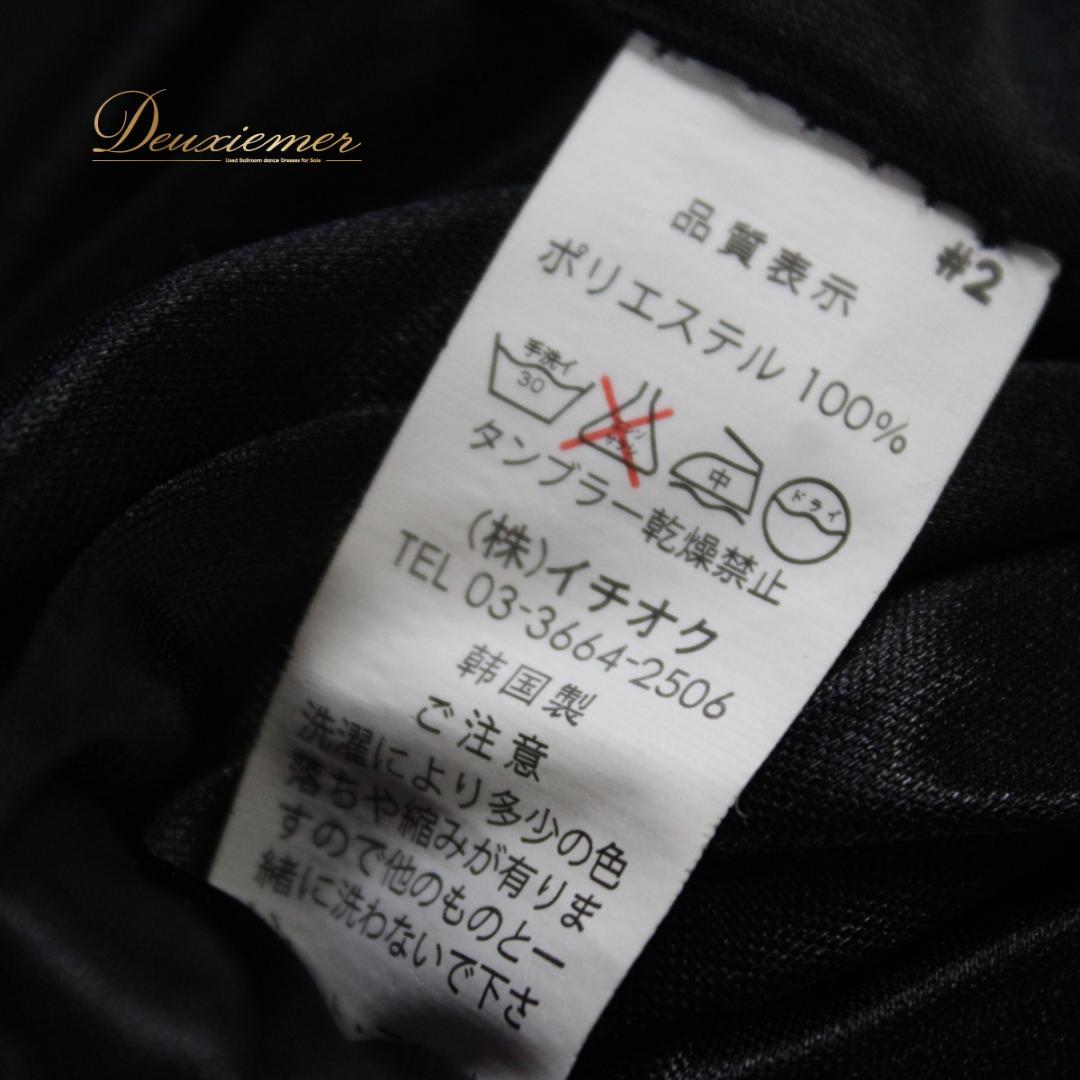 Deuxiemer
Used Ballroom dance Dresses for Sale
#2
品質表示
ポリエステル 100%
手洗イ
30
中
ドライ
タンブラー乾燥禁止
(株)イチオク
TEL 03-3664-2506
韩国製
ご注意
洗濯により多少の色
落ちや縮みが有りま
すので他のものと一
緒に洗わないで下さ